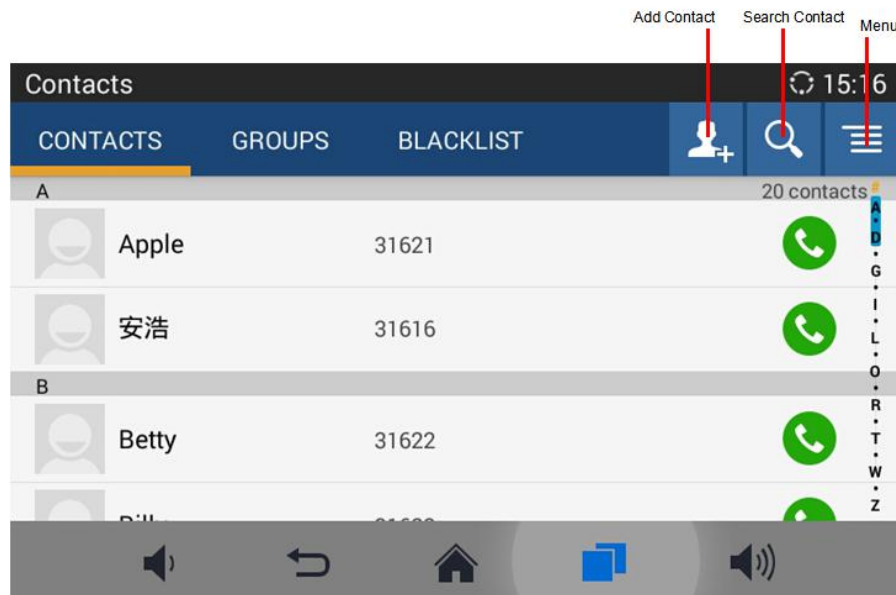 Add Contact Search Contact Menu
Contacts 15:16
CONTACTS GROUPS BLACKLIST
A 20 contacts
#
A
D
Apple 31621
G
I
安浩 31616
L
O
B
R
Betty 31622
T
W
Z